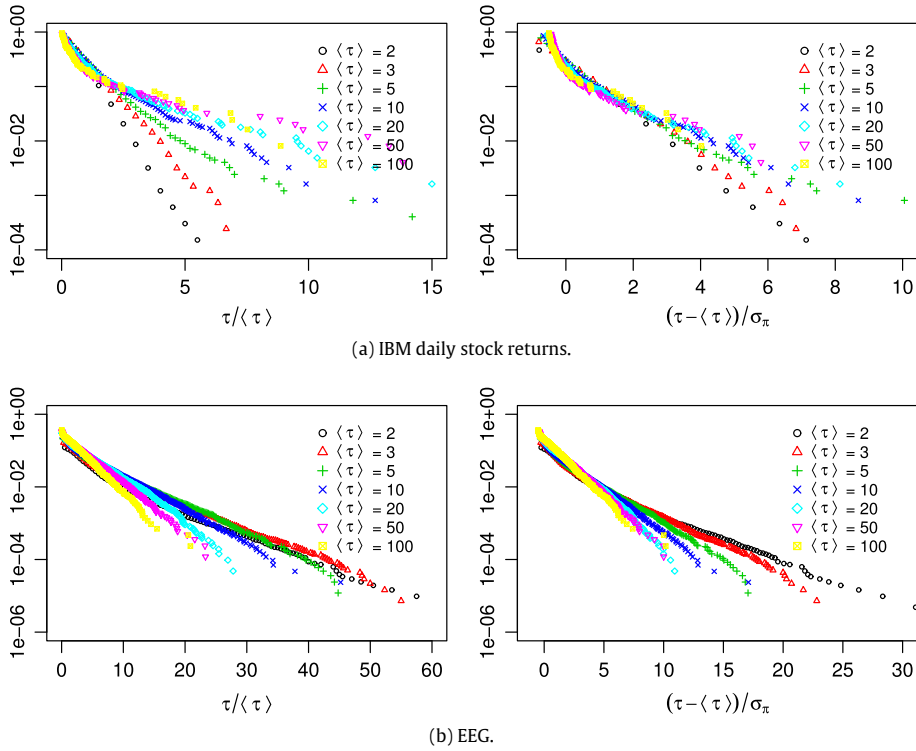 1e+00
1e-02
1e-04
⟨τ⟩ = 2
⟨τ⟩ = 3
⟨τ⟩ = 5
⟨τ⟩ = 10
⟨τ⟩ = 20
⟨τ⟩ = 50
⟨τ⟩ = 100
0 5 10 15
τ/⟨τ⟩
1e+00
1e-02
1e-04
⟨τ⟩ = 2
⟨τ⟩ = 3
⟨τ⟩ = 5
⟨τ⟩ = 10
⟨τ⟩ = 20
⟨τ⟩ = 50
⟨τ⟩ = 100
0 2 4 6 8 10
(τ−⟨τ⟩)/σπ
(a) IBM daily stock returns.
1e+00
1e-02
1e-04
1e-06
⟨τ⟩ = 2
⟨τ⟩ = 3
⟨τ⟩ = 5
⟨τ⟩ = 10
⟨τ⟩ = 20
⟨τ⟩ = 50
⟨τ⟩ = 100
0 10 20 30 40 50 60
τ/⟨τ⟩
1e+00
1e-02
1e-04
1e-06
⟨τ⟩ = 2
⟨τ⟩ = 3
⟨τ⟩ = 5
⟨τ⟩ = 10
⟨τ⟩ = 20
⟨τ⟩ = 50
⟨τ⟩ = 100
0 5 10 15 20 25 30
(τ−⟨τ⟩)/σπ
(b) EEG.